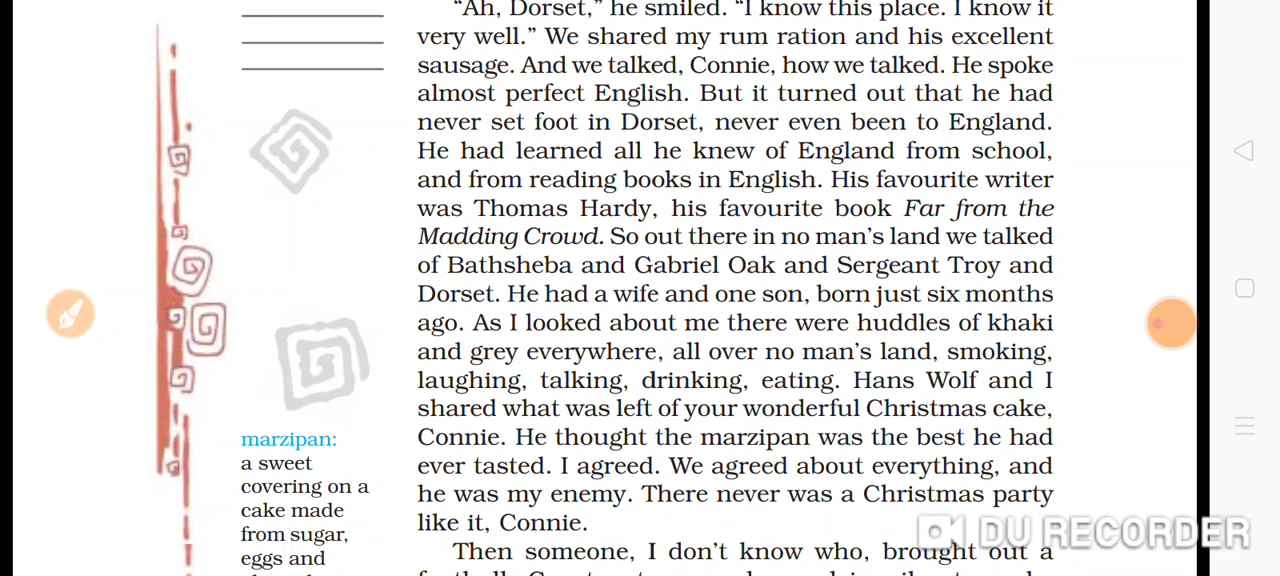 “Ah, Dorset,” he smiled. “I know this place. I know it
very well.” We shared my rum ration and his excellent
sausage. And we talked, Connie, how we talked. He spoke
almost perfect English. But it turned out that he had
never set foot in Dorset, never even been to England.
He had learned all he knew of England from school,
and from reading books in English. His favourite writer
was Thomas Hardy, his favourite book Far from the
Madding Crowd. So out there in no man’s land we talked
of Bathsheba and Gabriel Oak and Sergeant Troy and
Dorset. He had a wife and one son, born just six months
ago. As I looked about me there were huddles of khaki
and grey everywhere, all over no man’s land, smoking,
laughing, talking, drinking, eating. Hans Wolf and I
shared what was left of your wonderful Christmas cake,
Connie. He thought the marzipan was the best he had
ever tasted. I agreed. We agreed about everything, and
he was my enemy. There never was a Christmas party
like it, Connie.
Then someone, I don’t know who, brought out a
marzipan:
a sweet
covering on a
cake made
from sugar,
eggs and
DU RECORDER